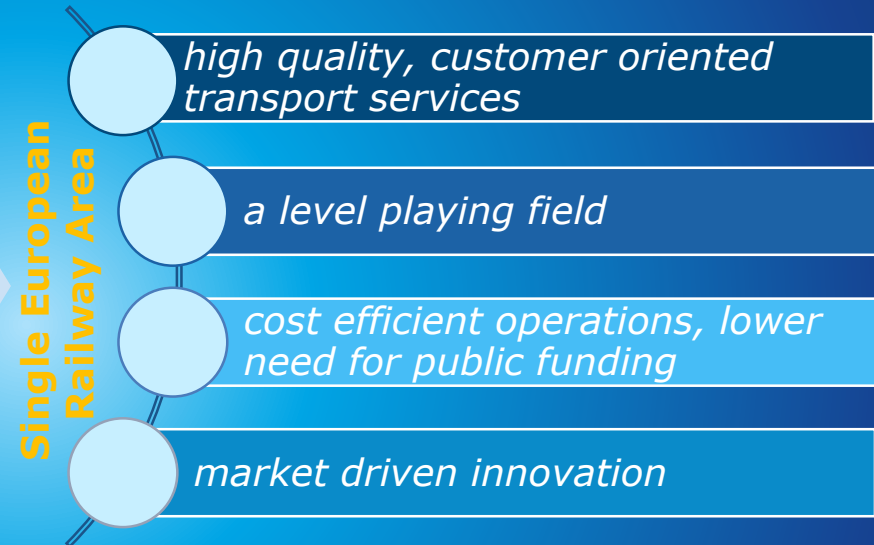 Single European
Railway Area
high quality, customer oriented
transport services
a level playing field
cost efficient operations, lower
need for public funding
market driven innovation